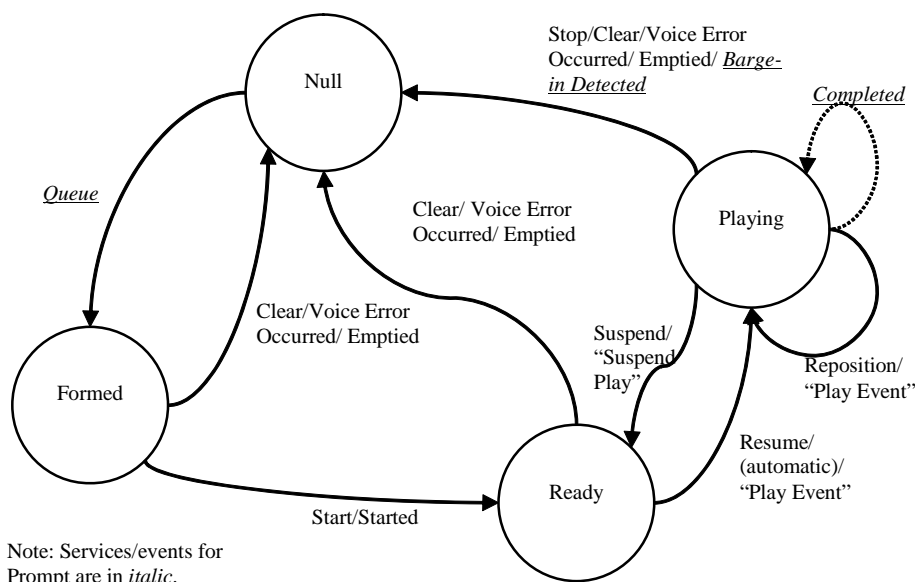 Stop/Clear/Voice Error
Occurred/ Emptied/ Barge-
in Detected
Null
Completed
Queue
Clear/ Voice Error
Occurred/ Emptied
Playing
Clear/Voice Error
Occurred/ Emptied
Suspend/
“Suspend
Play”
Reposition/
“Play Event”
Formed
Resume/
(automatic)/
“Play Event”
Ready
Start/Started
Note: Services/events for
Prompt are in italic.